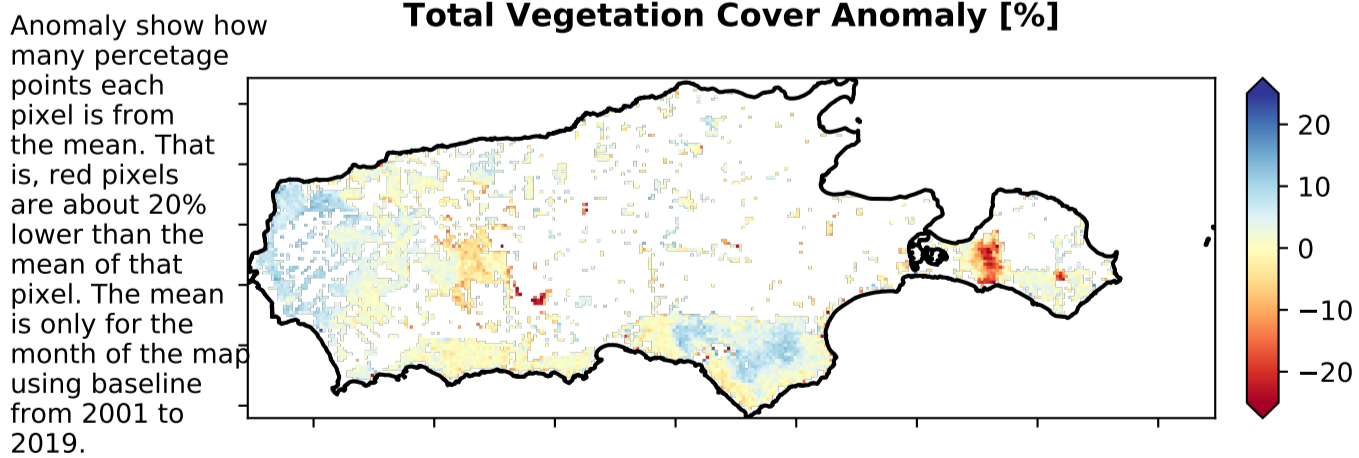 Total Vegetation Cover Anomaly [%]
Anomaly show how
many percetage
points each
pixel is from
the mean. That
is, red pixels
are about 20%
lower than the
mean of that
pixel. The mean
is only for the
month of the map
using baseline
from 2001 to
2019.
20
10
0
−10
−20